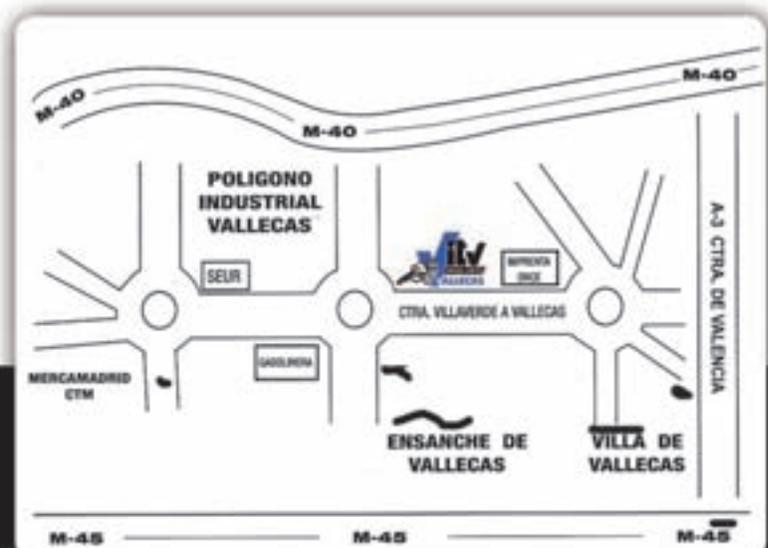 M-40
M-40
M-40
POLIGONO
INDUSTRIAL
VALLECAS
SEUR
itv
VALLECAS
IMPRENTA
ONCE
CTRA. VILLAVERDE A VALLECAS
A-3 CTRA. DE VALENCIA
GASOLINERA
MERCAMADRID
CTM
ENSANCHE DE
VALLECAS
VILLA DE
VALLECAS
M-45
M-45
M-45